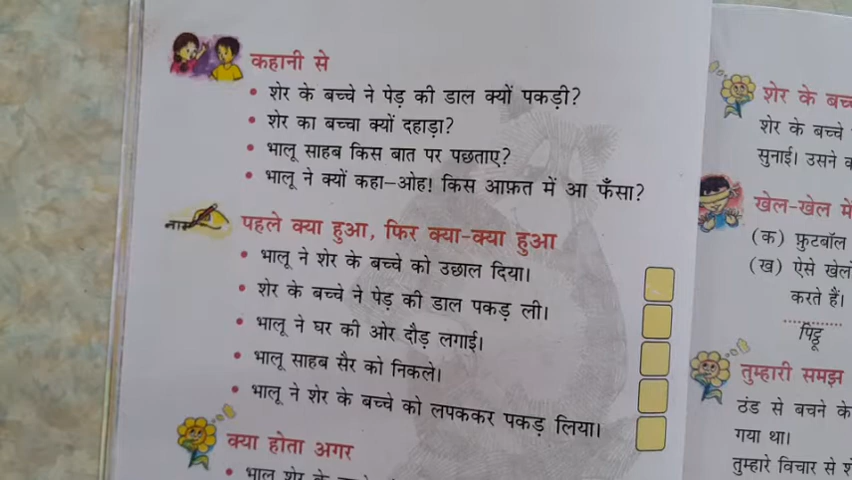 कहानी से
• शेर के बच्चे ने पेड़ की डाल क्यों पकड़ी?
• शेर का बच्चा क्यों दहाड़ा?
• भालू साहब किस बात पर पछताए?
• भालू ने क्यों कहा–ओह! किस आफ़त में आ फँसा?
पहले क्या हुआ, फिर क्या-क्या हुआ
• भालू ने शेर के बच्चे को उछाल दिया।
• शेर के बच्चे ने पेड़ की डाल पकड़ ली।
• भालू ने घर की ओर दौड़ लगाई।
• भालू साहब सैर को निकले।
• भालू ने शेर के बच्चे को लपककर पकड़ लिया।
क्या होता अगर
• भालू शेर के
शेर के
शेर के बच्चे
सुनाई। उसने
खेल-खेल में
(क) फ़ुटबॉल
(ख) ऐसे
करते हैं।
पिट्ठू
तुम्हारी समझ
ठंड से बचने के
गया था।
तुम्हारे विचार से